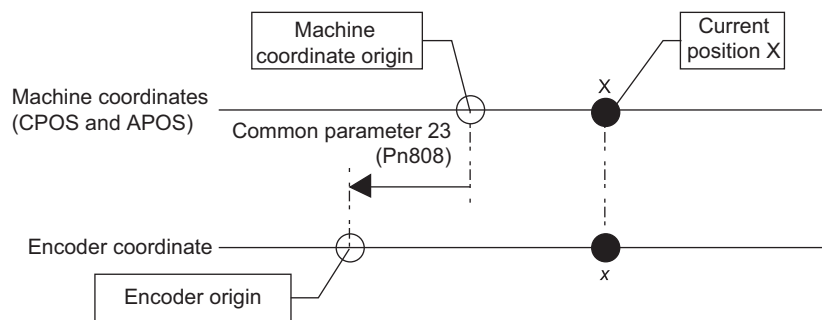 Machine
coordinate origin
Current
position X
X
Machine coordinates
(CPOS and APOS)
Common parameter 23
(Pn808)
Encoder coordinate
x
Encoder origin